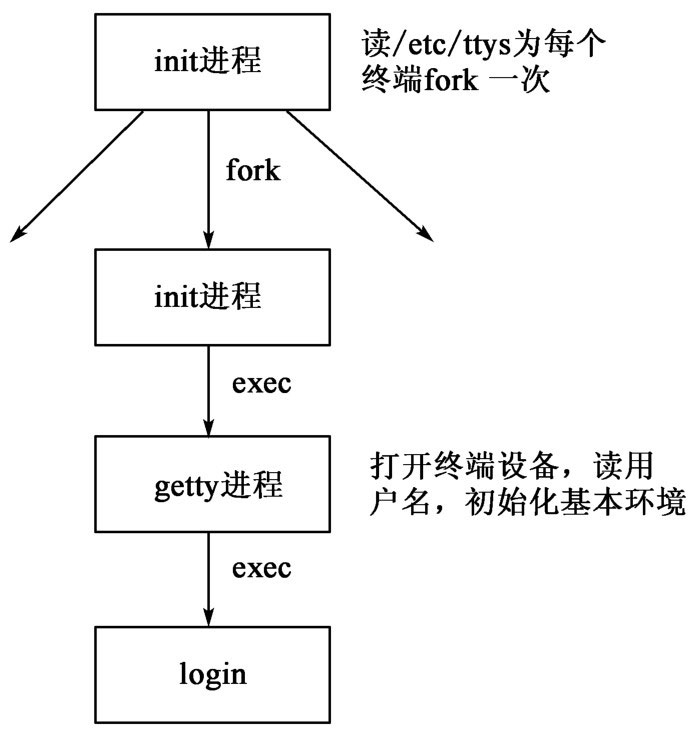 init进程
读/etc/ttys为每个
终端fork 一次
fork
init进程
exec
getty进程
打开终端设备，读用
户名，初始化基本环境
exec
login